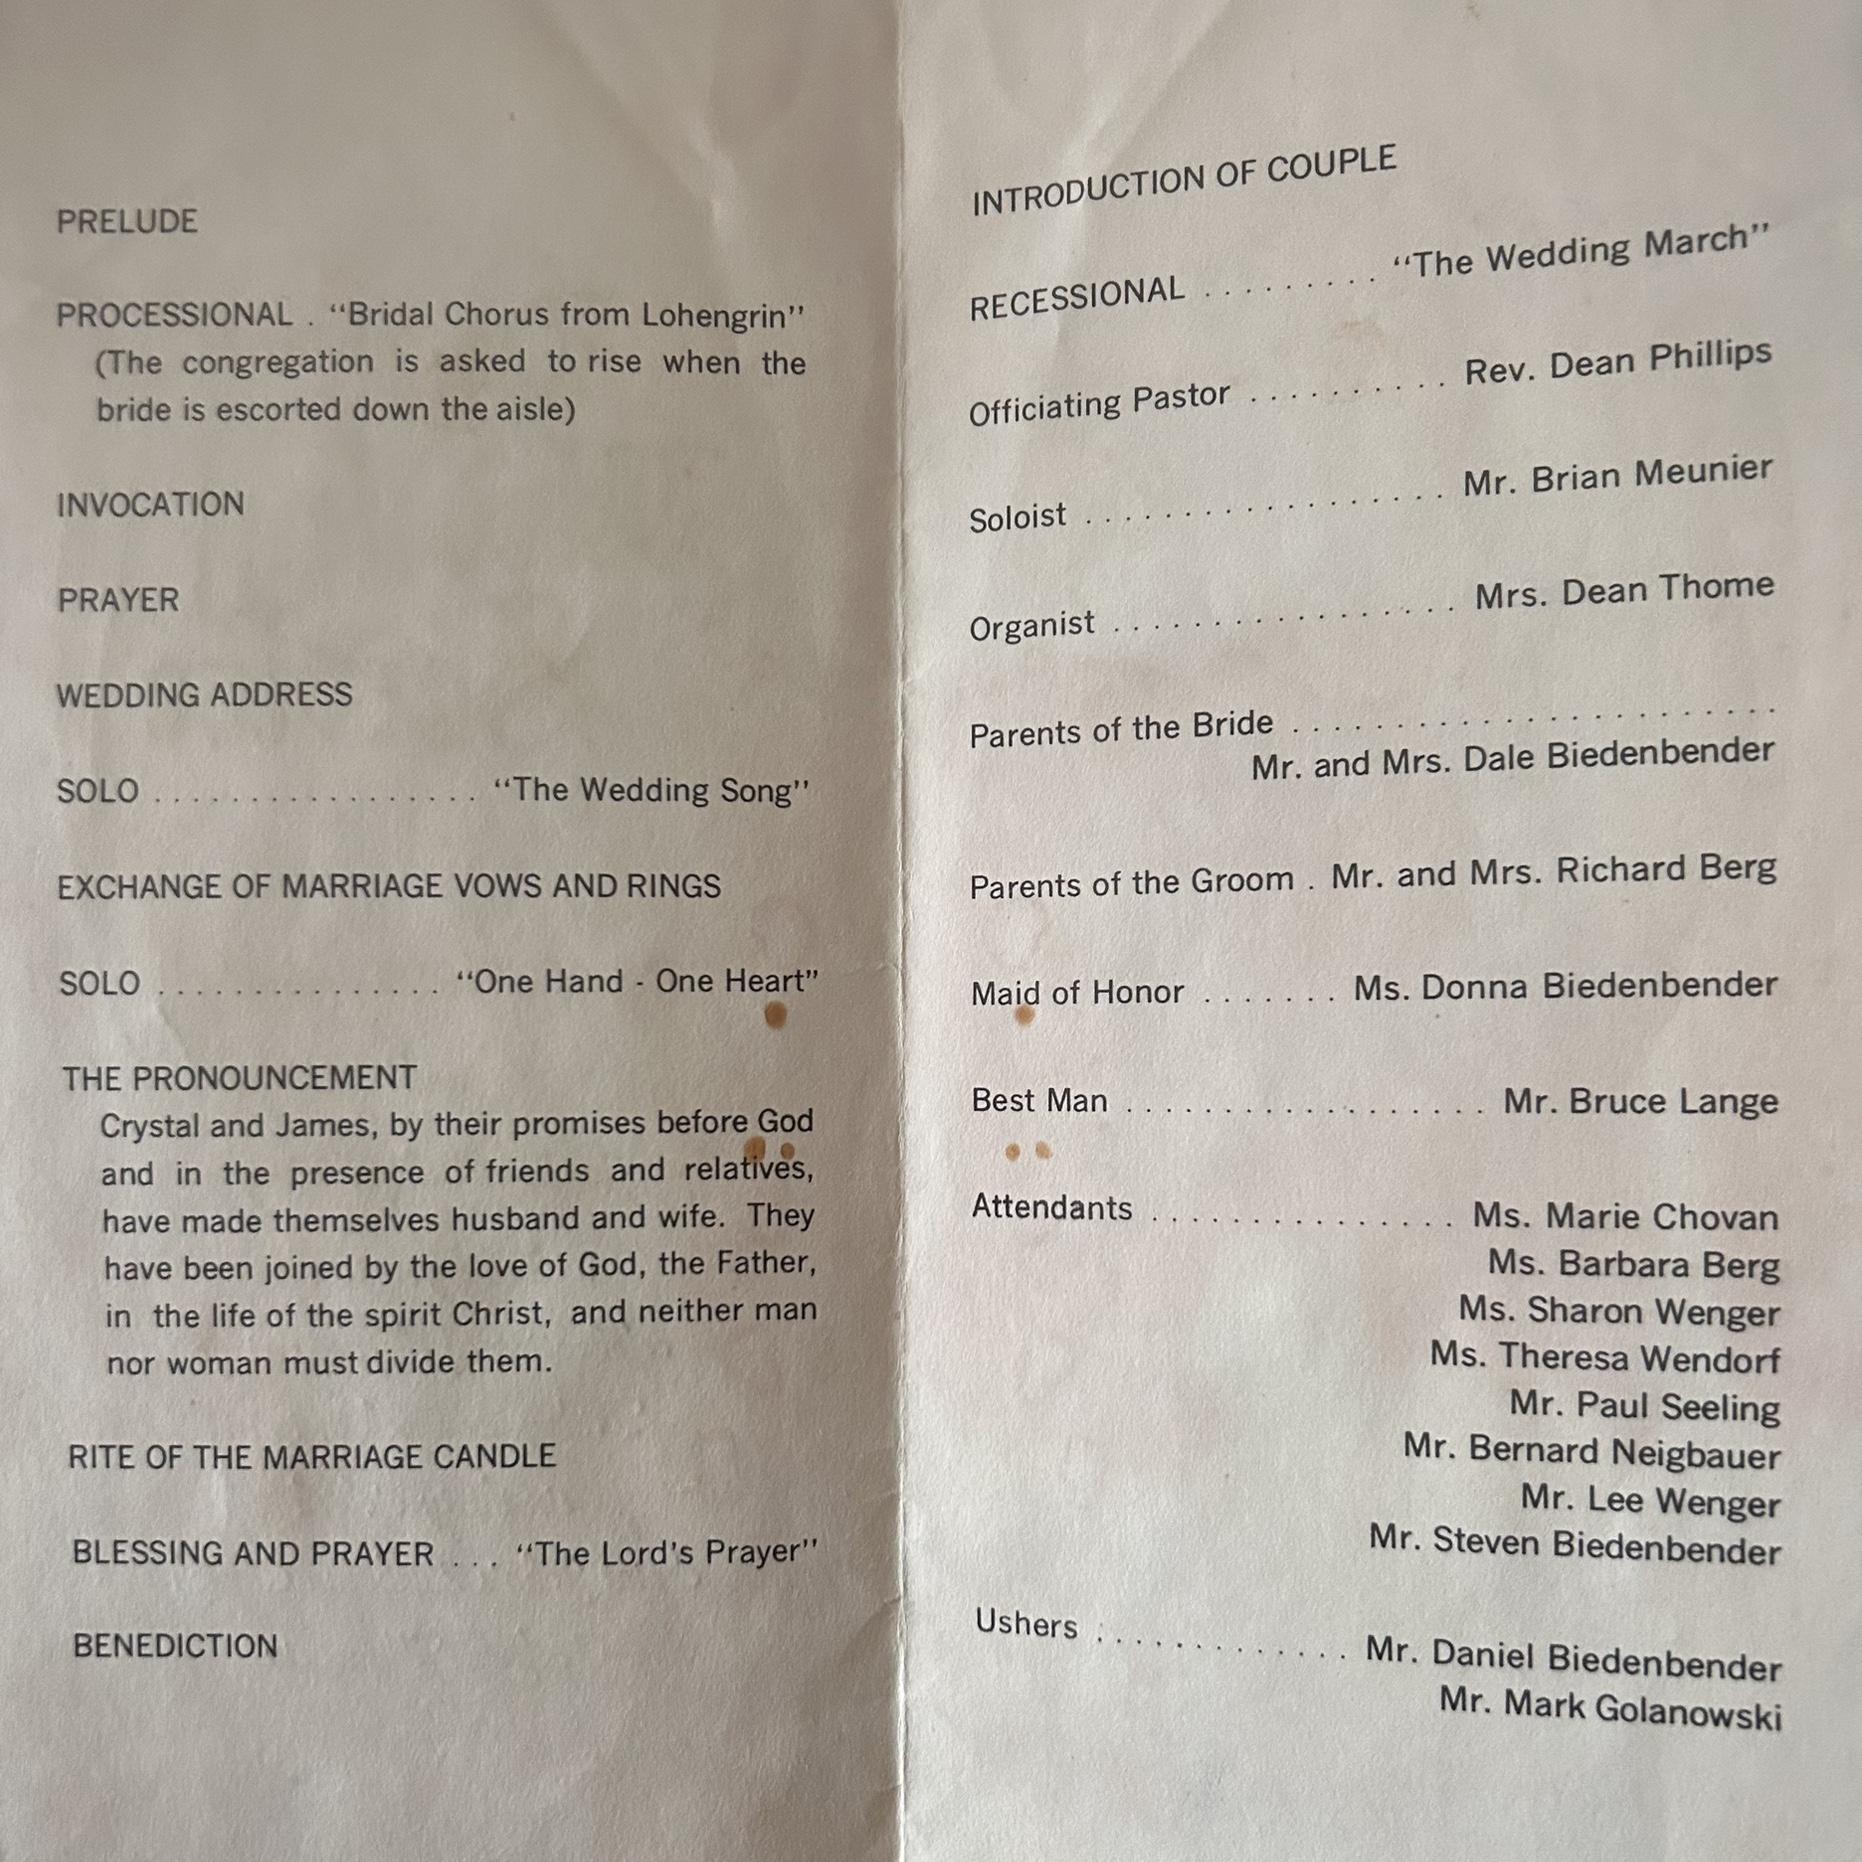 PRELUDE
PROCESSIONAL . "Bridal Chorus from Lohengrin"
(The congregation is asked to rise when the
bride is escorted down the aisle)
INVOCATION
PRAYER
WEDDING ADDRESS
SOLO ................. "The Wedding Song"
EXCHANGE OF MARRIAGE VOWS AND RINGS
SOLO ............... "One Hand - One Heart"
THE PRONOUNCEMENT
Crystal and James, by their promises before God
and in the presence of friends and relatives,
have made themselves husband and wife. They
have been joined by the love of God, the Father,
in the life of the spirit Christ, and neither man
nor woman must divide them.
RITE OF THE MARRIAGE CANDLE
BLESSING AND PRAYER ... "The Lord's Prayer"
BENEDICTION
INTRODUCTION OF COUPLE
RECESSIONAL ......... "The Wedding March"
Officiating Pastor .......... Rev. Dean Phillips
Soloist .................. Mr. Brian Meunier
Organist .................. Mrs. Dean Thome
Parents of the Bride .......................
Mr. and Mrs. Dale Biedenbender
Parents of the Groom . Mr. and Mrs. Richard Berg
Maid of Honor ....... Ms. Donna Biedenbender
Best Man .................. Mr. Bruce Lange
Attendants ............... Ms. Marie Chovan
Ms. Barbara Berg
Ms. Sharon Wenger
Ms. Theresa Wendorf
Mr. Paul Seeling
Mr. Bernard Neigbauer
Mr. Lee Wenger
Mr. Steven Biedenbender
Ushers ............. Mr. Daniel Biedenbender
Mr. Mark Golanowski